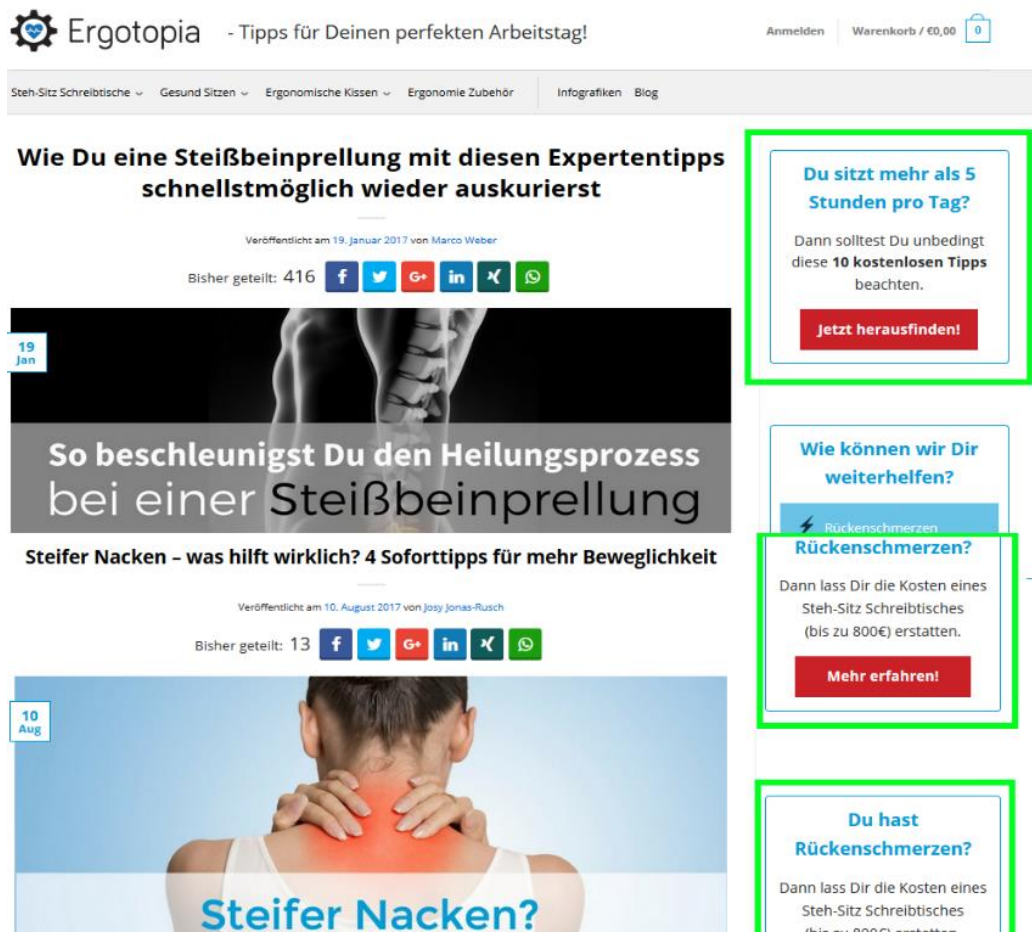 Ergotopia - Tipps für Deinen perfekten Arbeitstag!
Anmelden Warenkorb / €0,00 0
Steh-Sitz Schreibtische Gesund Sitzen Ergonomische Kissen Ergonomie Zubehör Infografiken Blog
Wie Du eine Steißbeinprellung mit diesen Expertentipps
schnellstmöglich wieder auskurierst
Veröffentlicht am 19. Januar 2017 von Marco Weber
Bisher geteilt: 416
f G+ in
19
Jan
So beschleunigst Du den Heilungsprozess
bei einer Steißbeinprellung
Steifer Nacken – was hilft wirklich? 4 Soforttipps für mehr Beweglichkeit
Veröffentlicht am 10. August 2017 von Josy Jonas-Rusch
Bisher geteilt: 13
f G+ in
10
Aug
Steifer Nacken?
Du sitzt mehr als 5
Stunden pro Tag?
Dann solltest Du unbedingt
diese 10 kostenlosen Tipps
beachten.
Jetzt herausfinden!
Wie können wir Dir
weiterhelfen?
Rückenschmerzen
Rückenschmerzen?
Dann lass Dir die Kosten eines
Steh-Sitz Schreibtisches
(bis zu 800€) erstatten.
Mehr erfahren!
Du hast
Rückenschmerzen?
Dann lass Dir die Kosten eines
Steh-Sitz Schreibtisches
(bis zu 800€) erstatten.